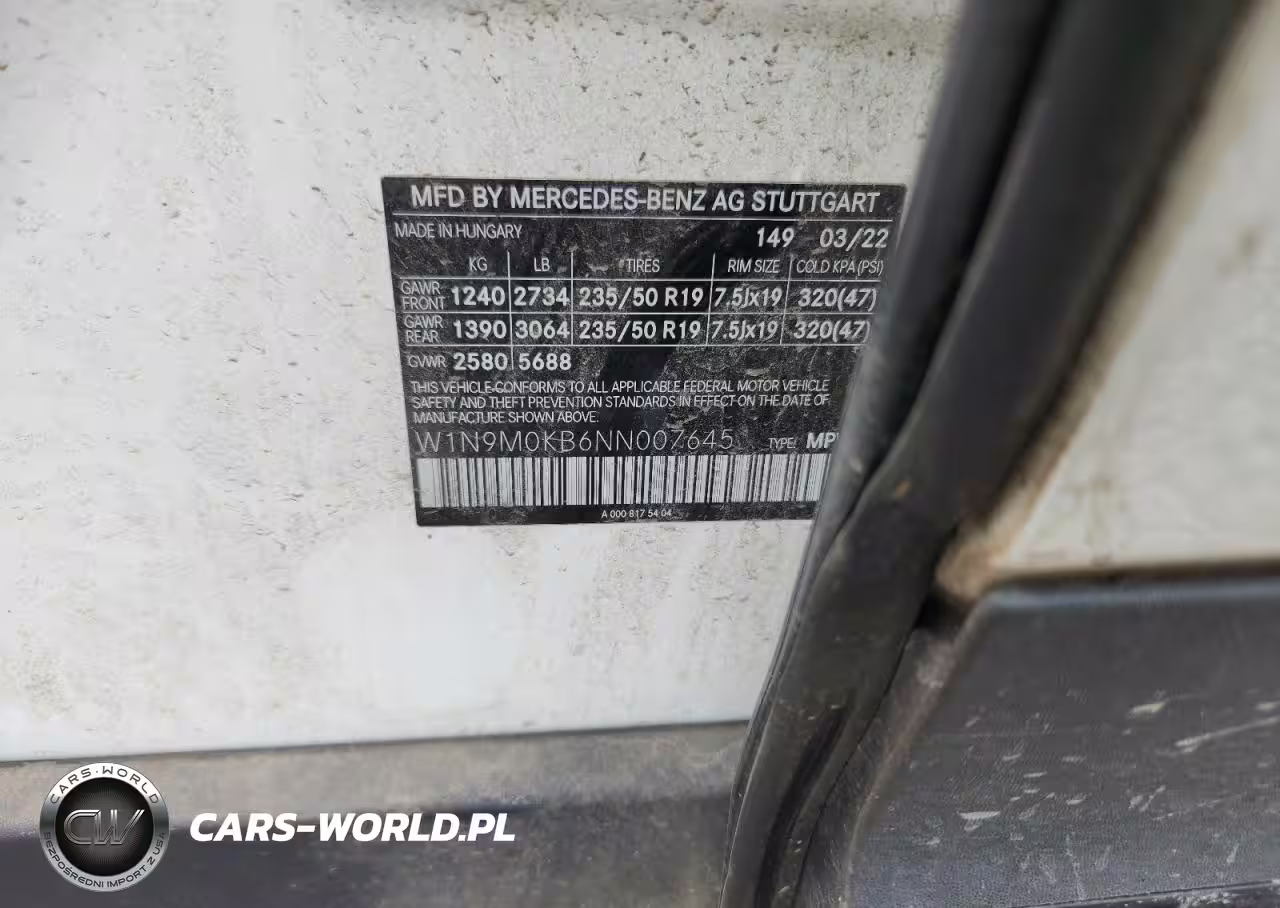 MFD BY MERCEDES-BENZ AG STUTTGART
MADE IN HUNGARY 149 03/22
KG LB TIRES RIM SIZE COLD KPA (PSI)
GAWR FRONT 1240 2734 235/50 R19 7.5Jx19 320(47)
GAWR REAR 1390 3064 235/50 R19 7.5Jx19 320(47)
GVWR 2580 5688
THIS VEHICLE CONFORMS TO ALL APPLICABLE FEDERAL MOTOR VEHICLE
SAFETY AND THEFT PREVENTION STANDARDS IN EFFECT ON THE DATE OF
MANUFACTURE SHOWN ABOVE.
W1N9M0KB6NN007645 TYPE:
A 000 817 54 04
CARS-WORLD
CW
BEZPOŚREDNI IMPORT Z USA
CARS-WORLD.PL